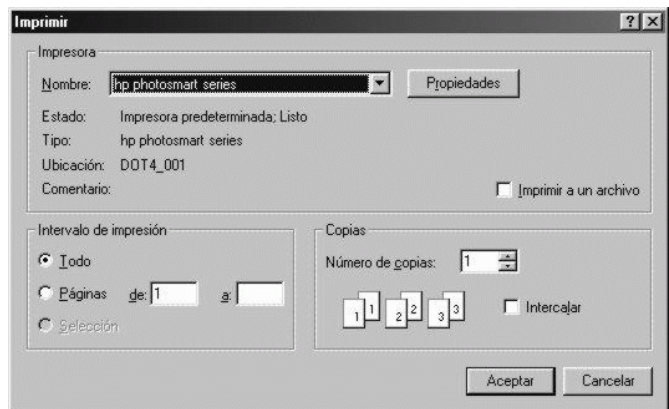 Imprimir
Impresora
Nombre: hp photosmart series Propiedades
Estado: Impresora predeterminada; Listo
Tipo: hp photosmart series
Ubicación: DOT4_001
Comentario: Imprimir a un archivo
Intervalo de impresión
Todo
Páginas de: 1 a:
Selección
Copias
Número de copias: 1
1 1 2 2 3 3 Intercalar
Aceptar Cancelar